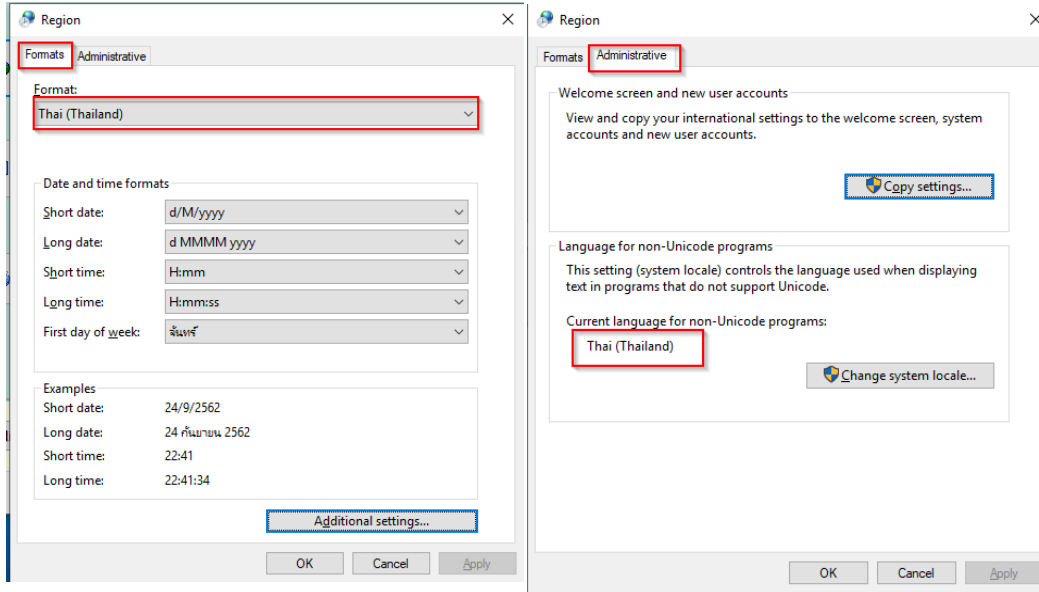 Region
Formats
Administrative
Format:
Thai (Thailand)
Date and time formats
Short date:
d/M/yyyy
Long date:
d MMMM yyyy
Short time:
H:mm
Long time:
H:mm:ss
First day of week:
จันทร์
Examples
Short date:
24/9/2562
Long date:
24 กันยายน 2562
Short time:
22:41
Long time:
22:41:34
Additional settings...
OK
Cancel
Apply
Region
Formats
Administrative
Welcome screen and new user accounts
View and copy your international settings to the welcome screen, system
accounts and new user accounts.
Copy settings...
Language for non-Unicode programs
This setting (system locale) controls the language used when displaying
text in programs that do not support Unicode.
Current language for non-Unicode programs:
Thai (Thailand)
Change system locale...
OK
Cancel
Apply